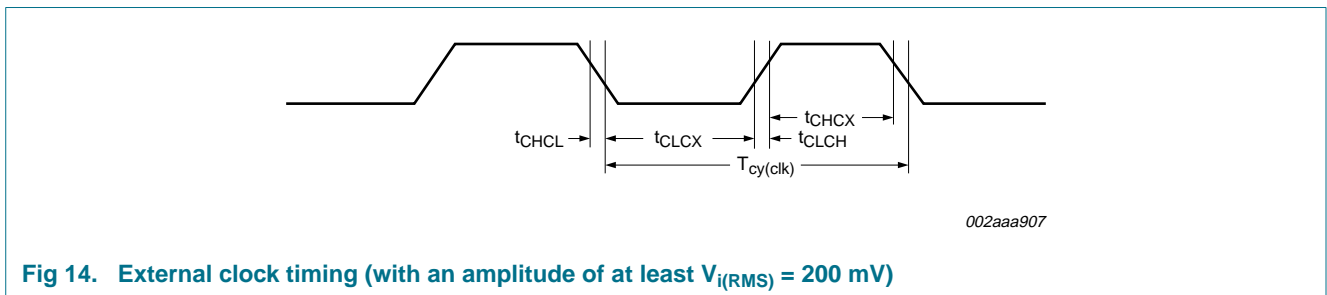 tCHCX
tCHCL
tCLCX
tCLCH
Tcy(clk)
002aaa907
Fig 14. External clock timing (with an amplitude of at least Vi(RMS) = 200 mV)